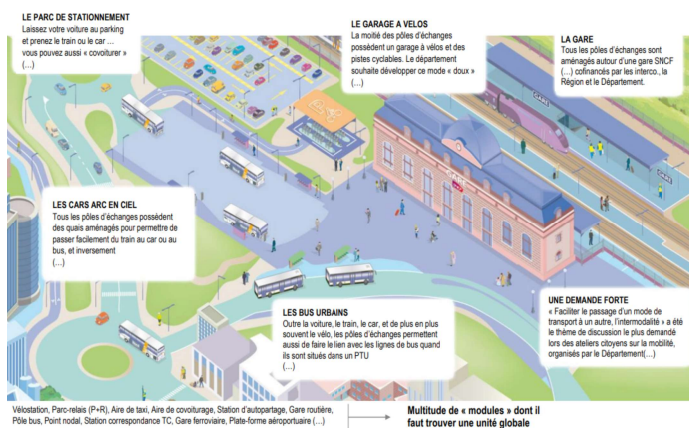 LE PARC DE STATIONNEMENT
Laissez votre voiture au parking
et prenez le train ou le car …
vous pouvez aussi « covoiturer »
(…)
LE GARAGE A VELOS
La moitié des pôles d'échanges
possèdent un garage à vélos et des
pistes cyclables. Le département
souhaite développer ce mode « doux »
(…)
LA GARE
Tous les pôles d'échanges sont
aménagés autour d'une gare SNCF
(…) cofinancés par les interco., la
Région et le Département.
GARE
GARE
GARE
LES CARS ARC EN CIEL
Tous les pôles d'échanges possèdent
des quais aménagés pour permettre de
passer facilement du train au car ou au
bus, et inversement
(…)
LES BUS URBAINS
Outre la voiture, le train, le car, et de plus en plus
souvent le vélo, les pôles d'échanges permettent
aussi de faire le lien avec les lignes de bus quand
ils sont situés dans un PTU
(…)
UNE DEMANDE FORTE
« Faciliter le passage d'un mode de
transport à un autre, l'intermodalité » a été
le thème de discussion le plus demandé
lors des ateliers citoyens sur la mobilité,
organisés par le Département(…)
Vélostation, Parc-relais (P+R), Aire de taxi, Aire de covoiturage, Station d'autopartage, Gare routière,
Pôle bus, Point nodal, Station correspondance TC, Gare ferroviaire, Plate-forme aéroportuaire (…)
Multitude de « modules » dont il
faut trouver une unité globale